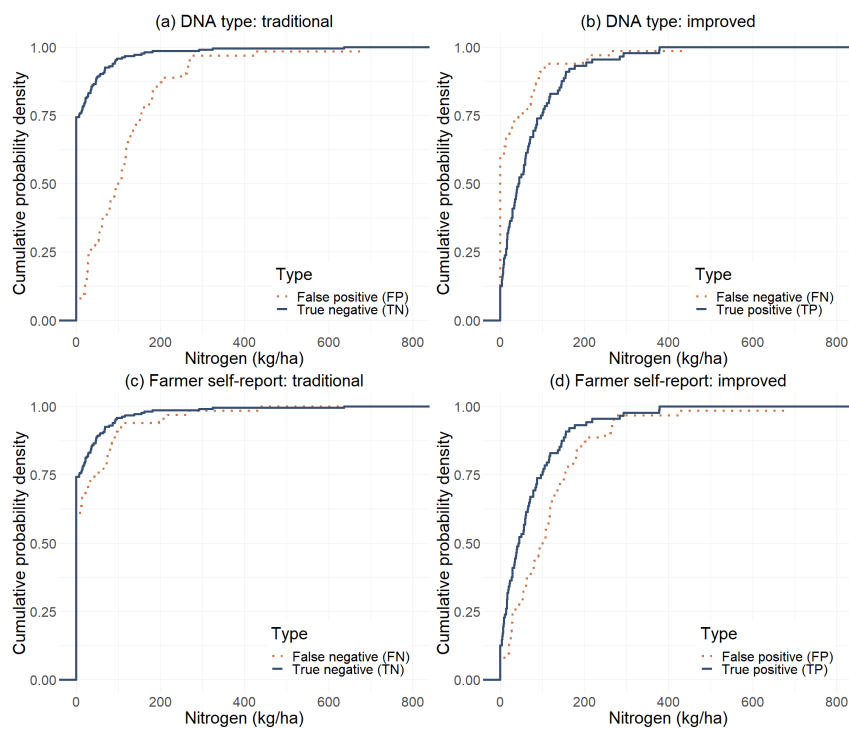 (a) DNA type: traditional
Cumulative probability density
1.00
0.75
0.50
0.25
0.00
Type
False positive (FP)
True negative (TN)
0 200 400 600 800
Nitrogen (kg/ha)
(b) DNA type: improved
Cumulative probability density
1.00
0.75
0.50
0.25
0.00
Type
False negative (FN)
True positive (TP)
0 200 400 600 800
Nitrogen (kg/ha)
(c) Farmer self-report: traditional
Cumulative probability density
1.00
0.75
0.50
0.25
0.00
Type
False negative (FN)
True negative (TN)
0 200 400 600 800
Nitrogen (kg/ha)
(d) Farmer self-report: improved
Cumulative probability density
1.00
0.75
0.50
0.25
0.00
Type
False positive (FP)
True positive (TP)
0 200 400 600 800
Nitrogen (kg/ha)